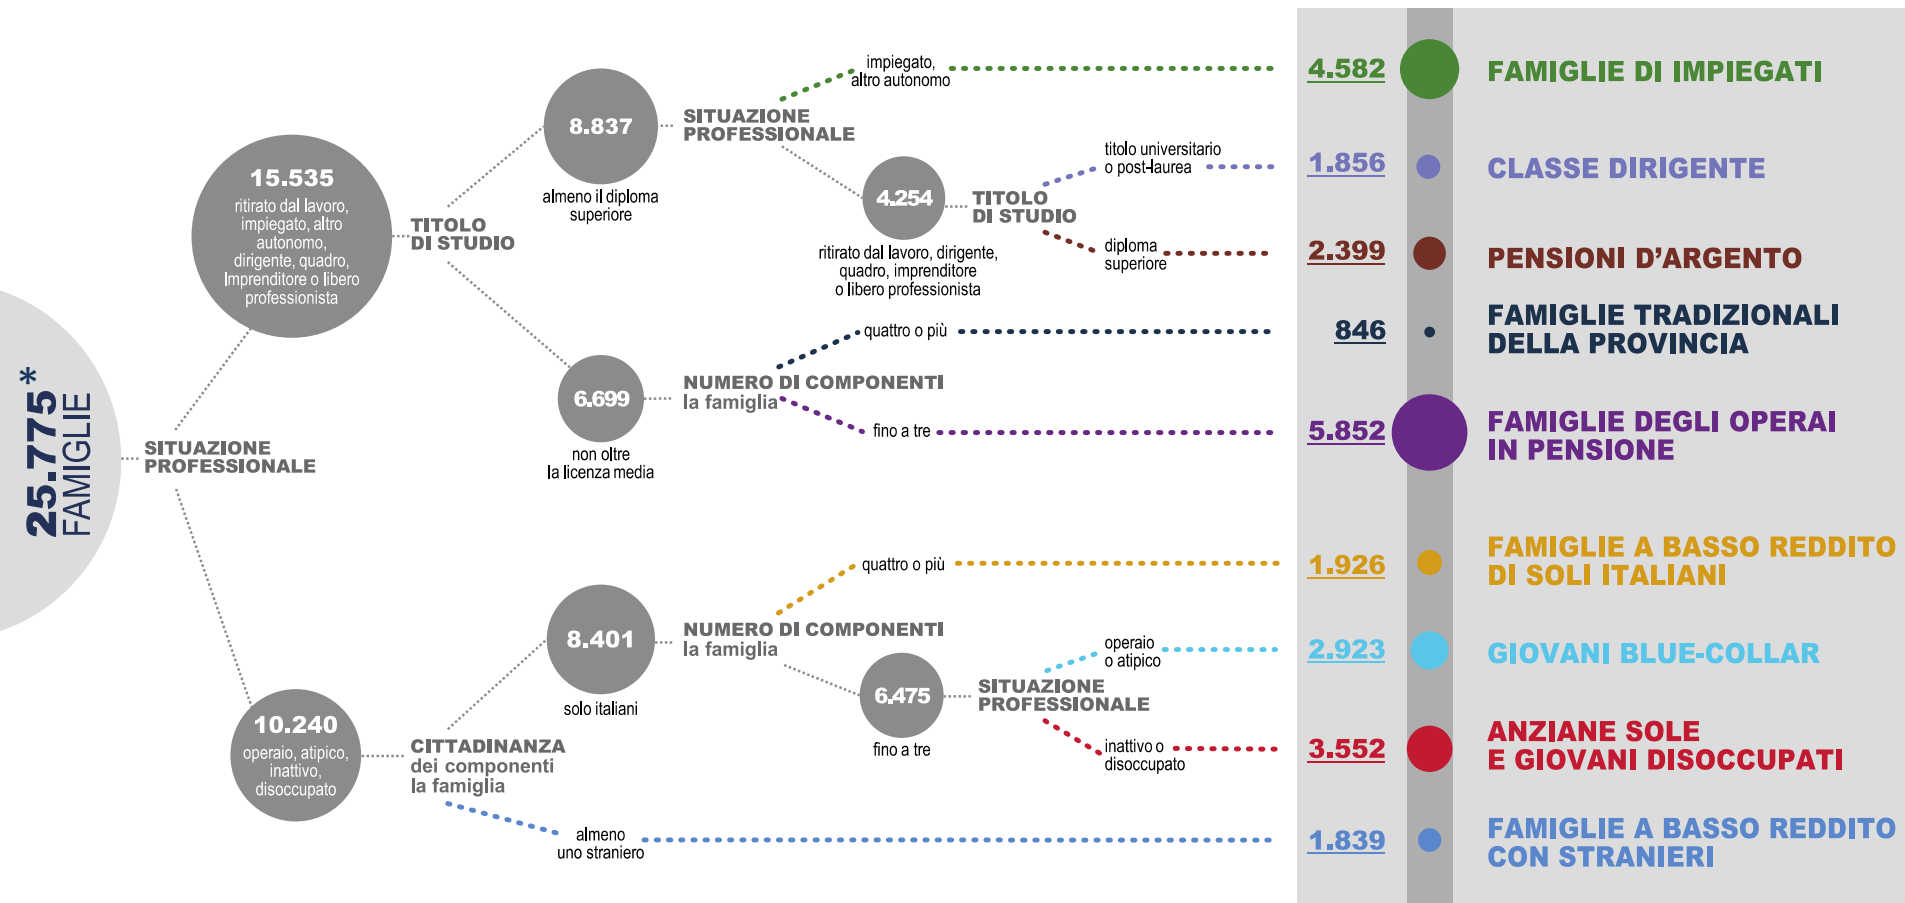 25.775*
FAMIGLIE
SITUAZIONE
PROFESSIONALE
15.535
ritirato dal lavoro,
impiegato, altro
autonomo,
dirigente, quadro,
Imprenditore o libero
professionista
TITOLO
DI STUDIO
8.837
almeno il diploma
superiore
SITUAZIONE
PROFESSIONALE
impiegato,
altro autonomo
4.582
FAMIGLIE DI IMPIEGATI
4.254
ritirato dal lavoro, dirigente,
quadro, imprenditore
o libero professionista
TITOLO
DI STUDIO
titolo universitario
o post-laurea
1.856
CLASSE DIRIGENTE
diploma
superiore
2.399
PENSIONI D’ARGENTO
6.699
non oltre
la licenza media
NUMERO DI COMPONENTI
la famiglia
quattro o più
846
FAMIGLIE TRADIZIONALI
DELLA PROVINCIA
fino a tre
5.852
FAMIGLIE DEGLI OPERAI
IN PENSIONE
10.240
operaio, atipico,
inattivo,
disoccupato
CITTADINANZA
dei componenti
la famiglia
8.401
solo italiani
NUMERO DI COMPONENTI
la famiglia
quattro o più
1.926
FAMIGLIE A BASSO REDDITO
DI SOLI ITALIANI
6.475
fino a tre
SITUAZIONE
PROFESSIONALE
operaio
o atipico
2.923
GIOVANI BLUE-COLLAR
inattivo o
disoccupato
3.552
ANZIANE SOLE
E GIOVANI DISOCCUPATI
almeno
uno straniero
1.839
FAMIGLIE A BASSO REDDITO
CON STRANIERI